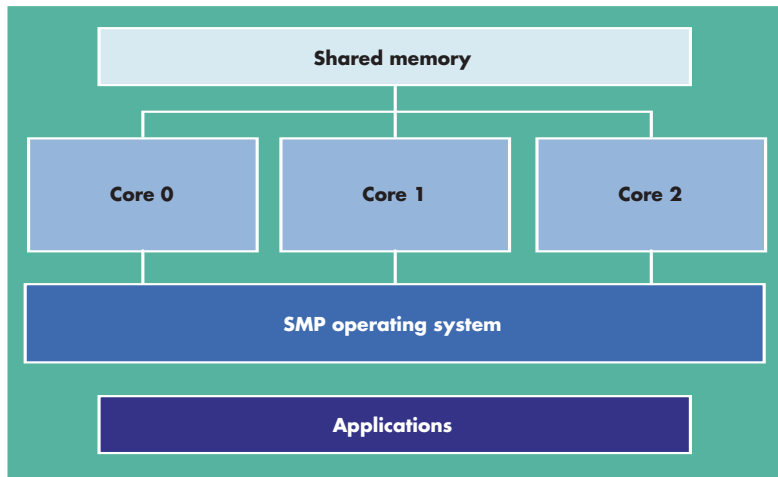 Shared memory
Core 0
Core 1
Core 2
SMP operating system
Applications